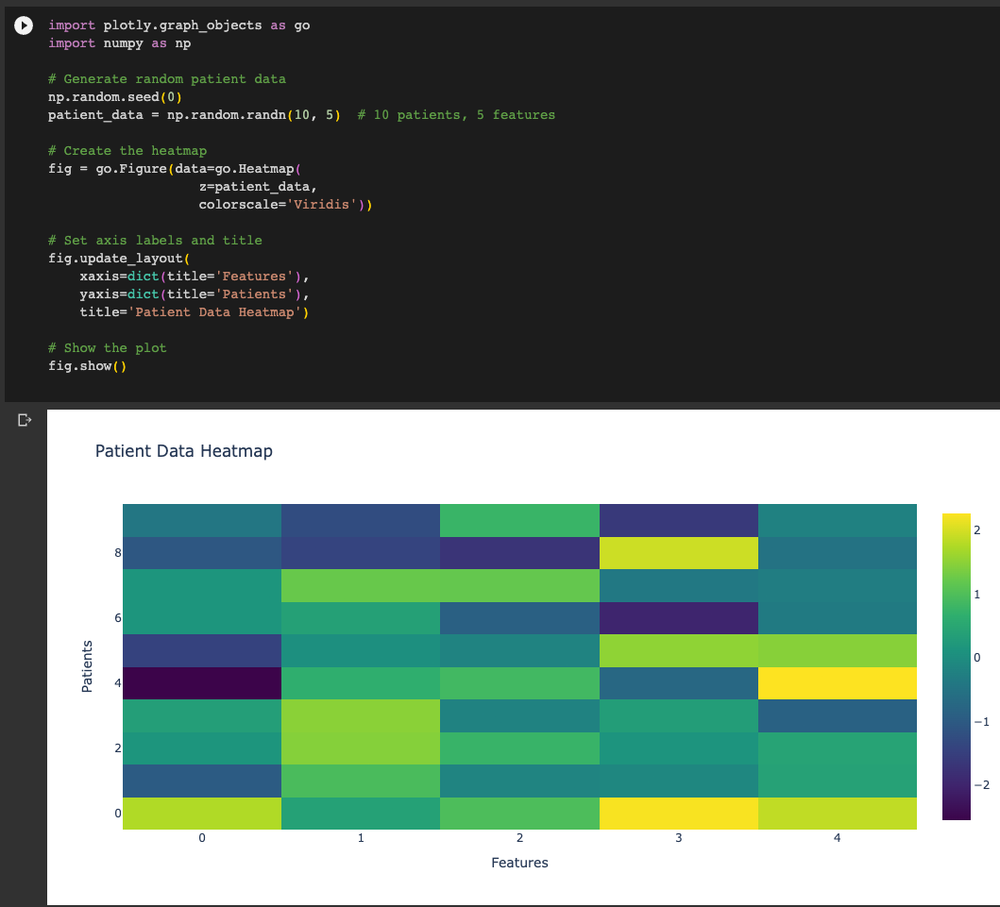 import plotly.graph_objects as go
import numpy as np
# Generate random patient data
np.random.seed(0)
patient_data = np.random.randn(10, 5)  # 10 patients, 5 features
# Create the heatmap
fig = go.Figure(data=go.Heatmap(
                   z=patient_data,
                   colorscale='Viridis'))
# Set axis labels and title
fig.update_layout(
    xaxis=dict(title='Features'),
    yaxis=dict(title='Patients'),
    title='Patient Data Heatmap')
# Show the plot
fig.show()
Patient Data Heatmap
8
6
4
2
0
Patients
0 1 2 3 4
Features
2
1
0
−1
−2